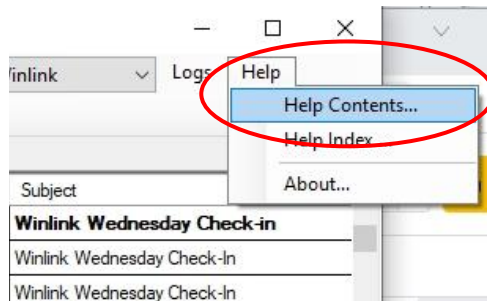 Winlink Logs Help
Help Contents...
Help Index
About...
Subject
Winlink Wednesday Check-in
Winlink Wednesday Check-In
Winlink Wednesday Check-In